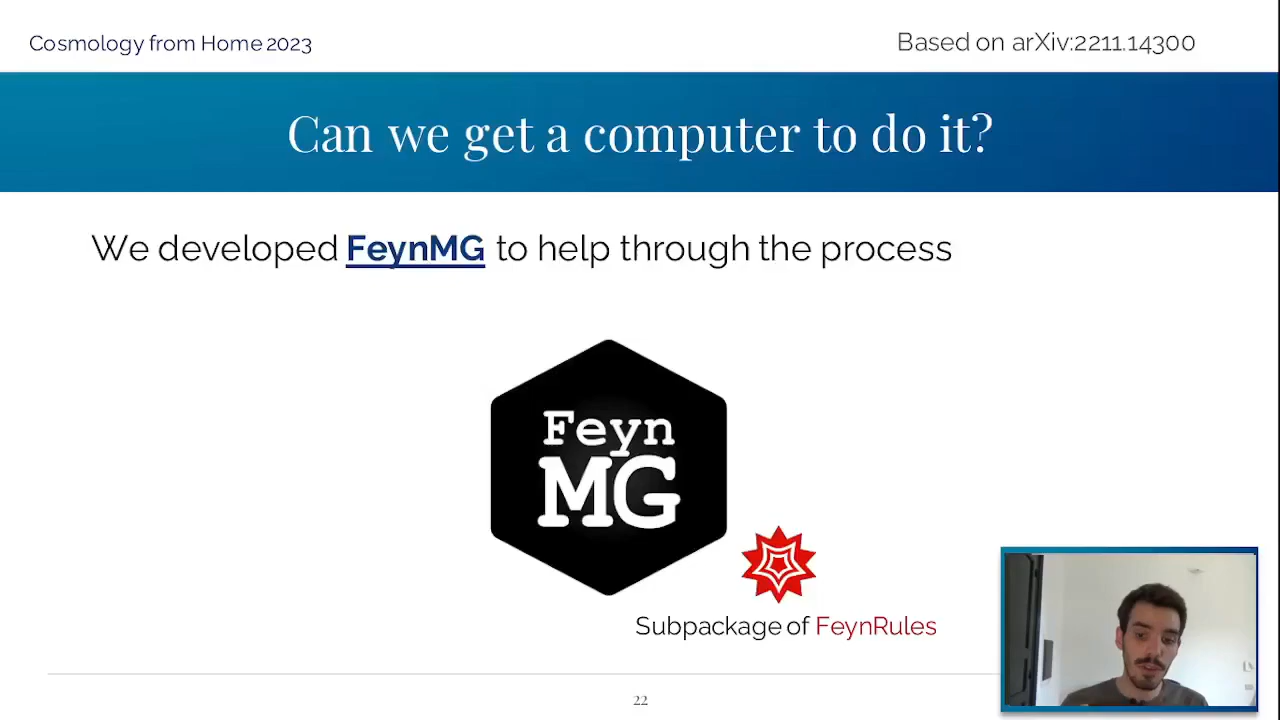 Cosmology from Home 2023
Based on arXiv:2211.14300
Can we get a computer to do it?
We developed FeynMG to help through the process
Feyn
MG
Subpackage of FeynRules
22